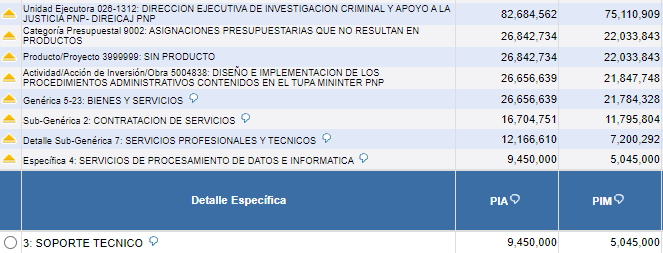 Unidad Ejecutora 026-1312: DIRECCION EJECUTIVA DE INVESTIGACION CRIMINAL Y APOYO A LA
JUSTICIA PNP- DIREICAJ PNP 82,684,562 75,110,909
Categoría Presupuestal 9002: ASIGNACIONES PRESUPUESTARIAS QUE NO RESULTAN EN
PRODUCTOS 26,842,734 22,033,843
Producto/Proyecto 3999999: SIN PRODUCTO 26,842,734 22,033,843
Actividad/Acción de Inversión/Obra 5004838: DISEÑO E IMPLEMENTACION DE LOS
PROCEDIMIENTOS ADMINISTRATIVOS CONTENIDOS EN EL TUPA MININTER PNP 26,656,639 21,847,748
Genérica 5-23: BIENES Y SERVICIOS 26,656,639 21,784,328
Sub-Genérica 2: CONTRATACION DE SERVICIOS 16,704,751 11,795,804
Detalle Sub-Genérica 7: SERVICIOS PROFESIONALES Y TECNICOS 12,166,610 7,200,292
Específica 4: SERVICIOS DE PROCESAMIENTO DE DATOS E INFORMATICA 9,450,000 5,045,000
Detalle Específica PIA PIM
3: SOPORTE TECNICO 9,450,000 5,045,000